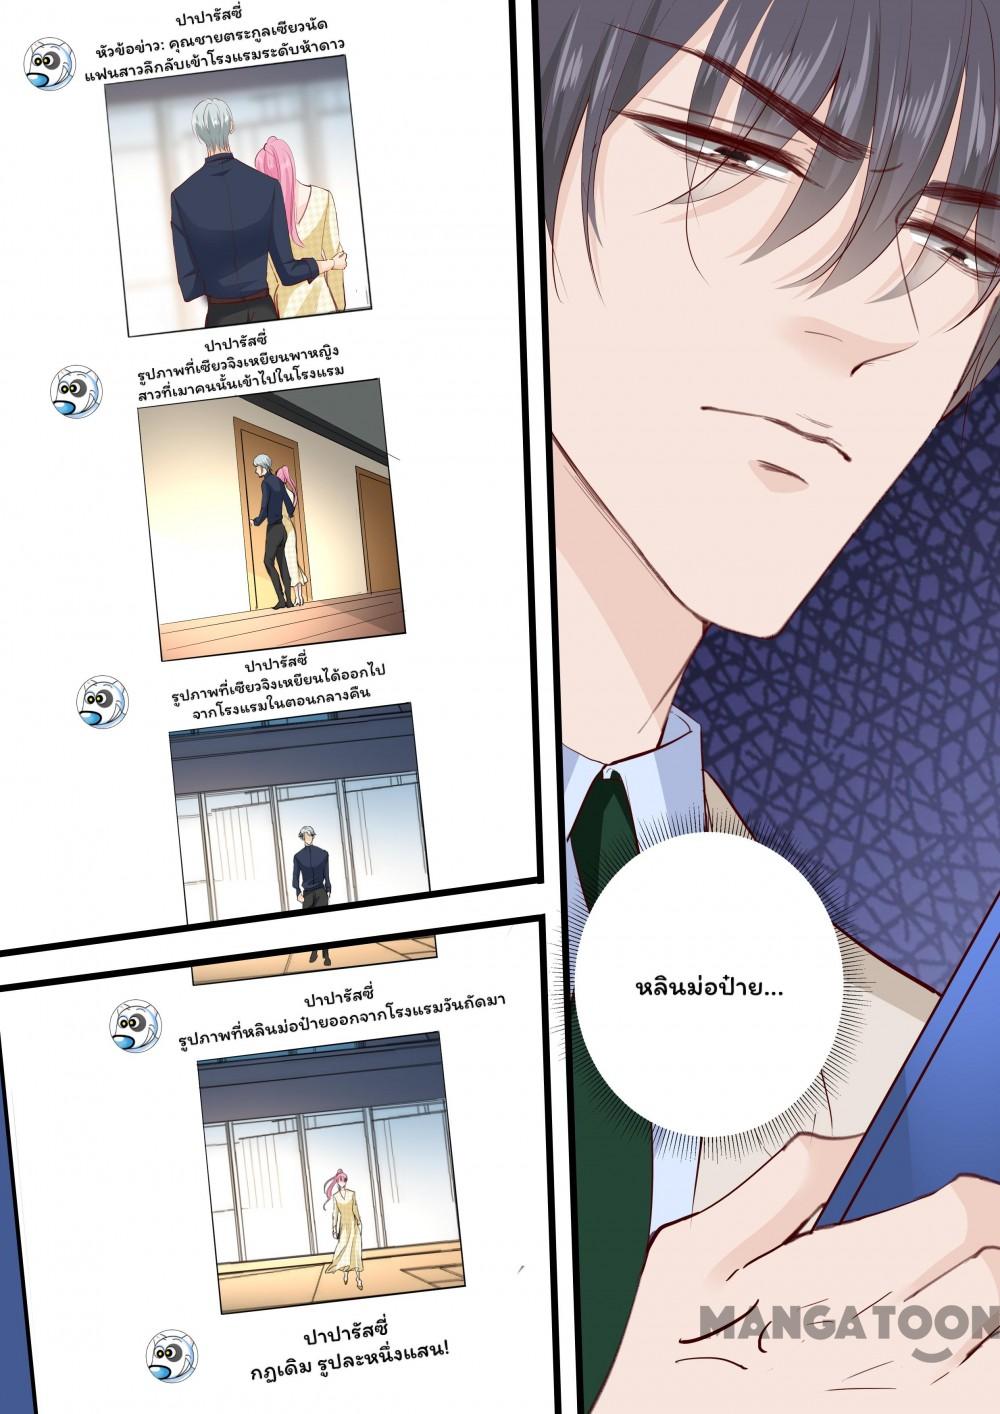 ปาปารัสซี่
หัวข้อข่าว: คุณชายตระกูลเซียวนัด
แฟนสาวลึกลับเข้าโรงแรมระดับห้าดาว
ปาปารัสซี่
รูปภาพที่เซียวจิงเหยียนพาหญิง
สาวที่เมาคนนั้นเข้าไปในโรงแรม
ปาปารัสซี่
รูปภาพที่เซียวจิงเหยียนได้ออกไป
จากโรงแรมในตอนกลางคืน
ปาปารัสซี่
รูปภาพที่หลินม่อป๋ายออกจากโรงแรมวันถัดมา
ปาปารัสซี่
กฏเดิม รูปละหนึ่งแสน!
หลินม่อป๋าย...
MANGATOON